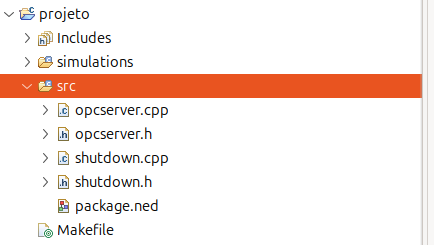 projeto
Includes
simulations
src
opcserver.cpp
opcserver.h
shutdown.cpp
shutdown.h
package.ned
Makefile